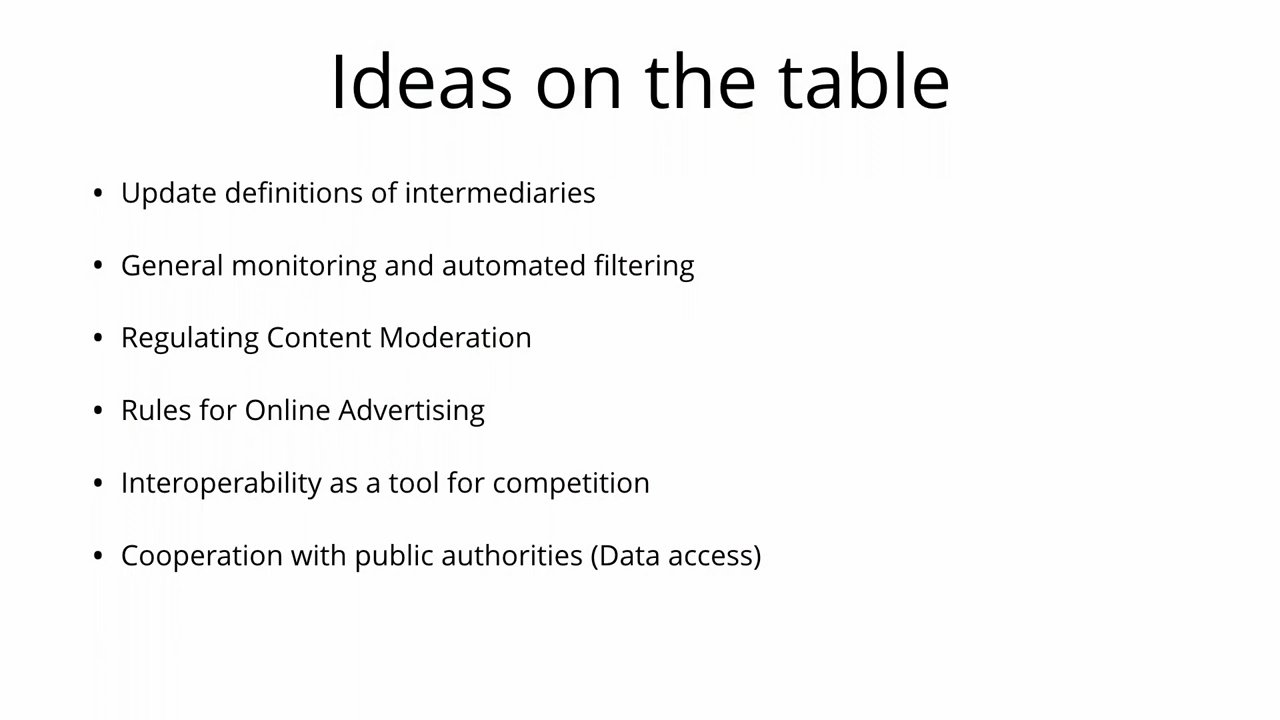 Ideas on the table
• Update definitions of intermediaries
• General monitoring and automated filtering
• Regulating Content Moderation
• Rules for Online Advertising
• Interoperability as a tool for competition
• Cooperation with public authorities (Data access)